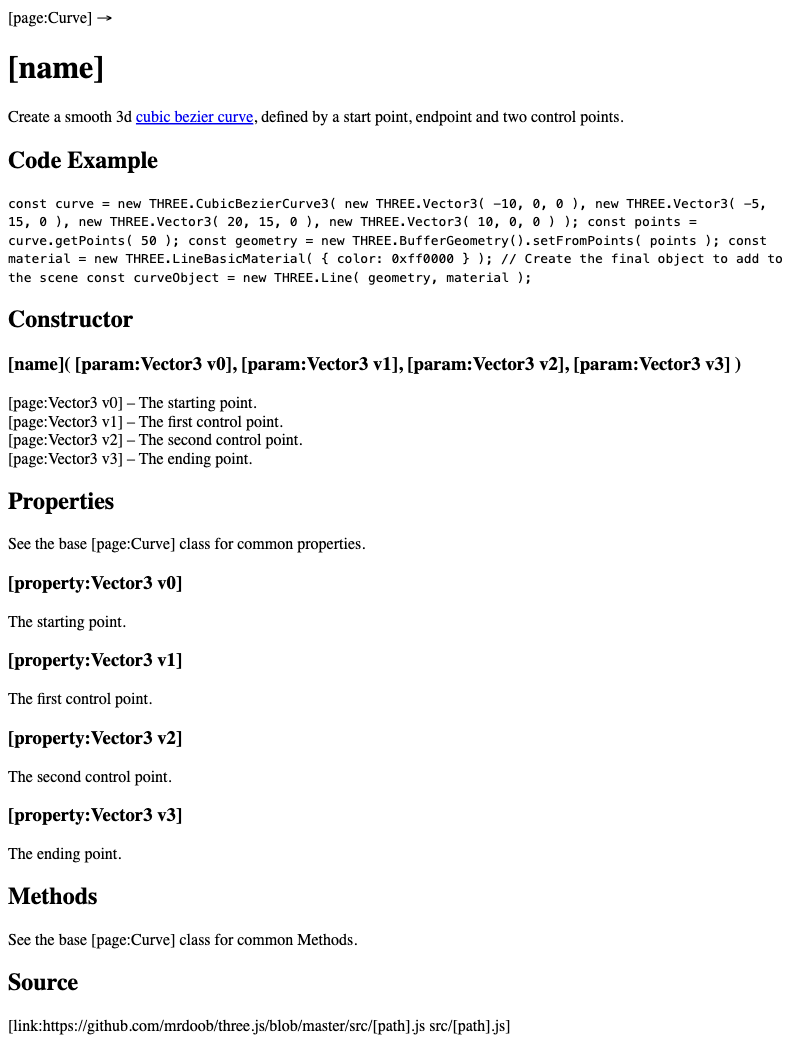 [page:Curve] →
[name]
Create a smooth 3d cubic bezier curve, defined by a start point, endpoint and two control points.
Code Example
const curve = new THREE.CubicBezierCurve3( new THREE.Vector3( −10, 0, 0 ), new THREE.Vector3( −5,
15, 0 ), new THREE.Vector3( 20, 15, 0 ), new THREE.Vector3( 10, 0, 0 ) ); const points =
curve.getPoints( 50 ); const geometry = new THREE.BufferGeometry().setFromPoints( points ); const
material = new THREE.LineBasicMaterial( { color: 0xff0000 } ); // Create the final object to add to
the scene const curveObject = new THREE.Line( geometry, material );
Constructor
[name]( [param:Vector3 v0], [param:Vector3 v1], [param:Vector3 v2], [param:Vector3 v3] )
[page:Vector3 v0] – The starting point.
[page:Vector3 v1] – The first control point.
[page:Vector3 v2] – The second control point.
[page:Vector3 v3] – The ending point.
Properties
See the base [page:Curve] class for common properties.
[property:Vector3 v0]
The starting point.
[property:Vector3 v1]
The first control point.
[property:Vector3 v2]
The second control point.
[property:Vector3 v3]
The ending point.
Methods
See the base [page:Curve] class for common Methods.
Source
[link:https://github.com/mrdoob/three.js/blob/master/src/[path].js src/[path].js]